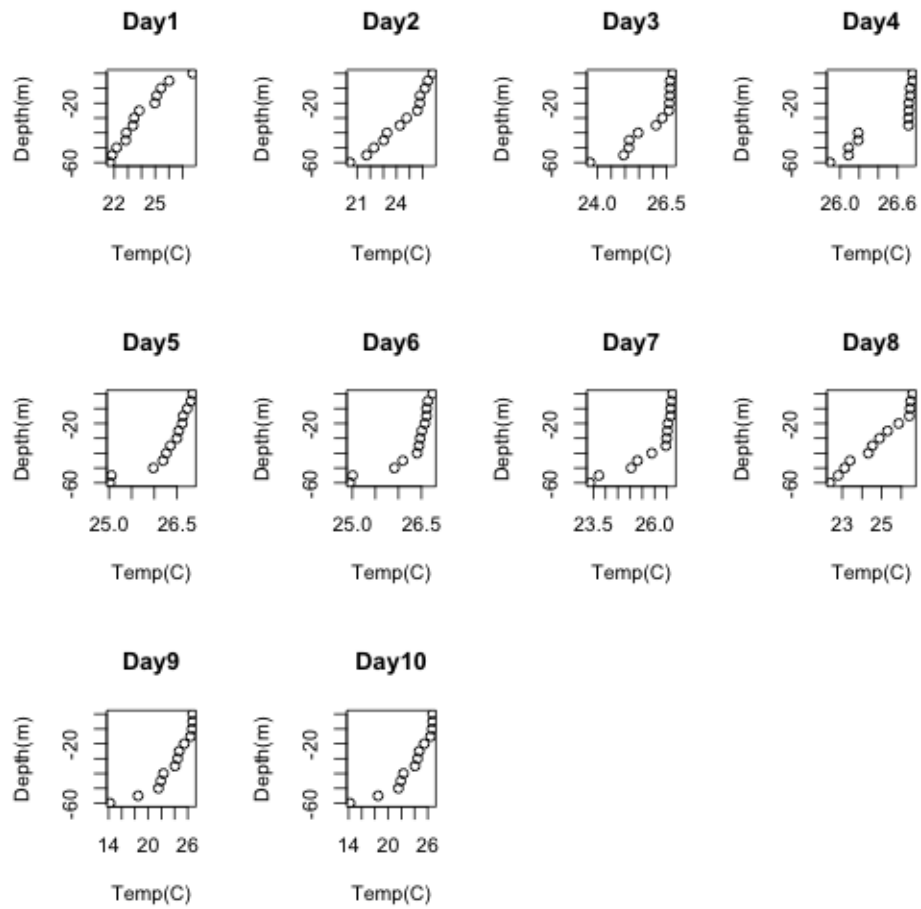 Day1
Depth(m)
-20
-60
22 25
Temp(C)
Day2
Depth(m)
-20
-60
21 24
Temp(C)
Day3
Depth(m)
-20
-60
24.0 26.5
Temp(C)
Day4
Depth(m)
-20
-60
26.0 26.6
Temp(C)
Day5
Depth(m)
-20
-60
25.0 26.5
Temp(C)
Day6
Depth(m)
-20
-60
25.0 26.5
Temp(C)
Day7
Depth(m)
-20
-60
23.5 26.0
Temp(C)
Day8
Depth(m)
-20
-60
23 25
Temp(C)
Day9
Depth(m)
-20
-60
14 20 26
Temp(C)
Day10
Depth(m)
-20
-60
14 20 26
Temp(C)